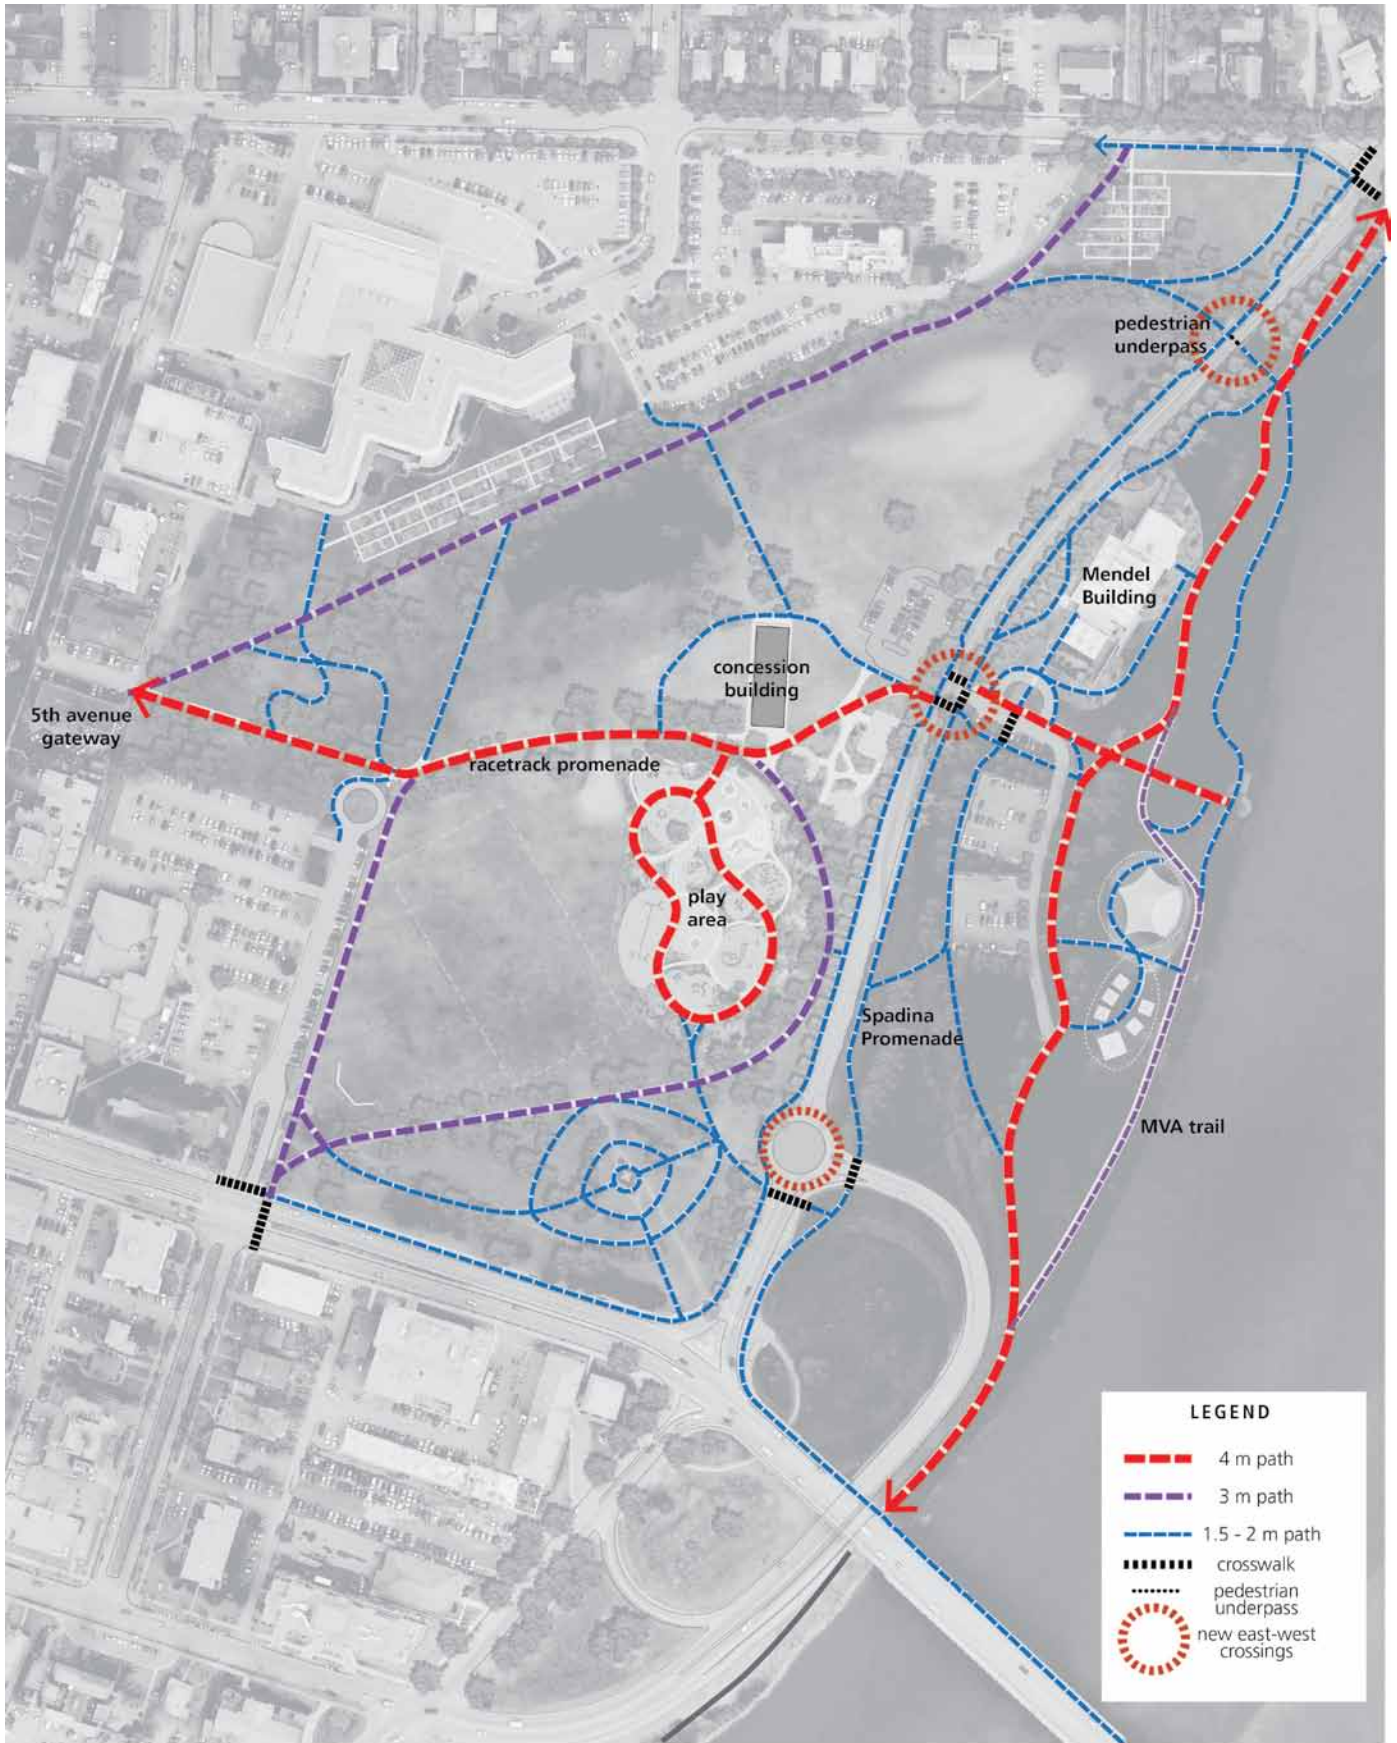 pedestrian
underpass
Mendel
Building
concession
building
5th avenue
gateway
racetrack promenade
play
area
Spadina
Promenade
MVA trail
LEGEND
4 m path
3 m path
1.5 - 2 m path
crosswalk
pedestrian
underpass
new east-west
crossings